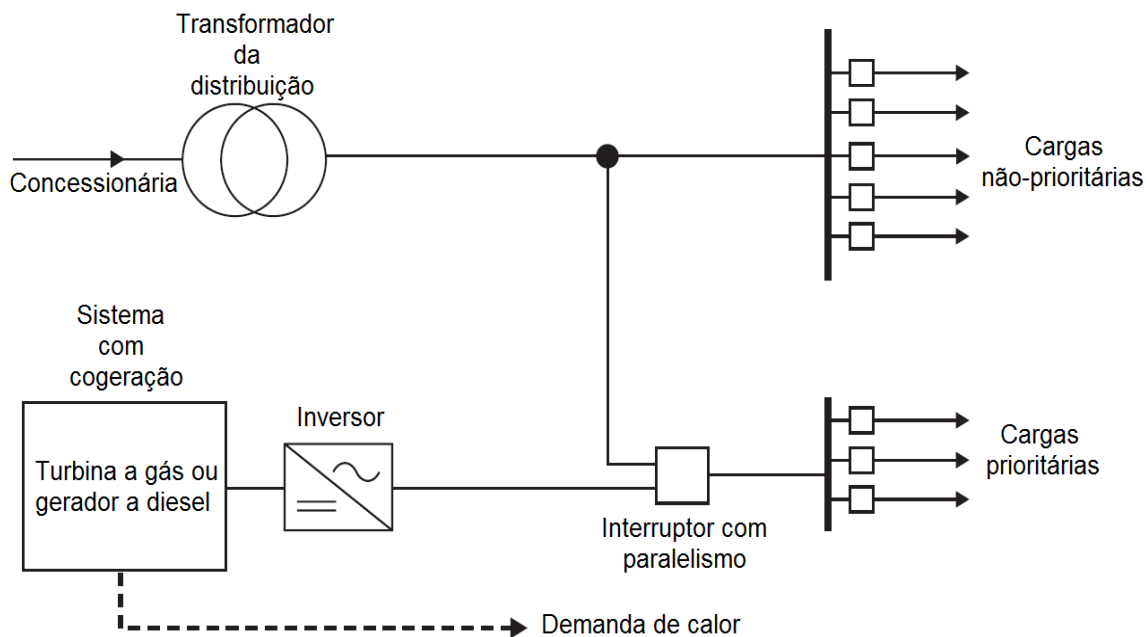 Transformador
da
distribuição
Concessionária
Cargas
não-prioritárias
Sistema
com
cogeração
Turbina a gás ou
gerador a diesel
Inversor
Interruptor com
paralelismo
Cargas
prioritárias
Demanda de calor